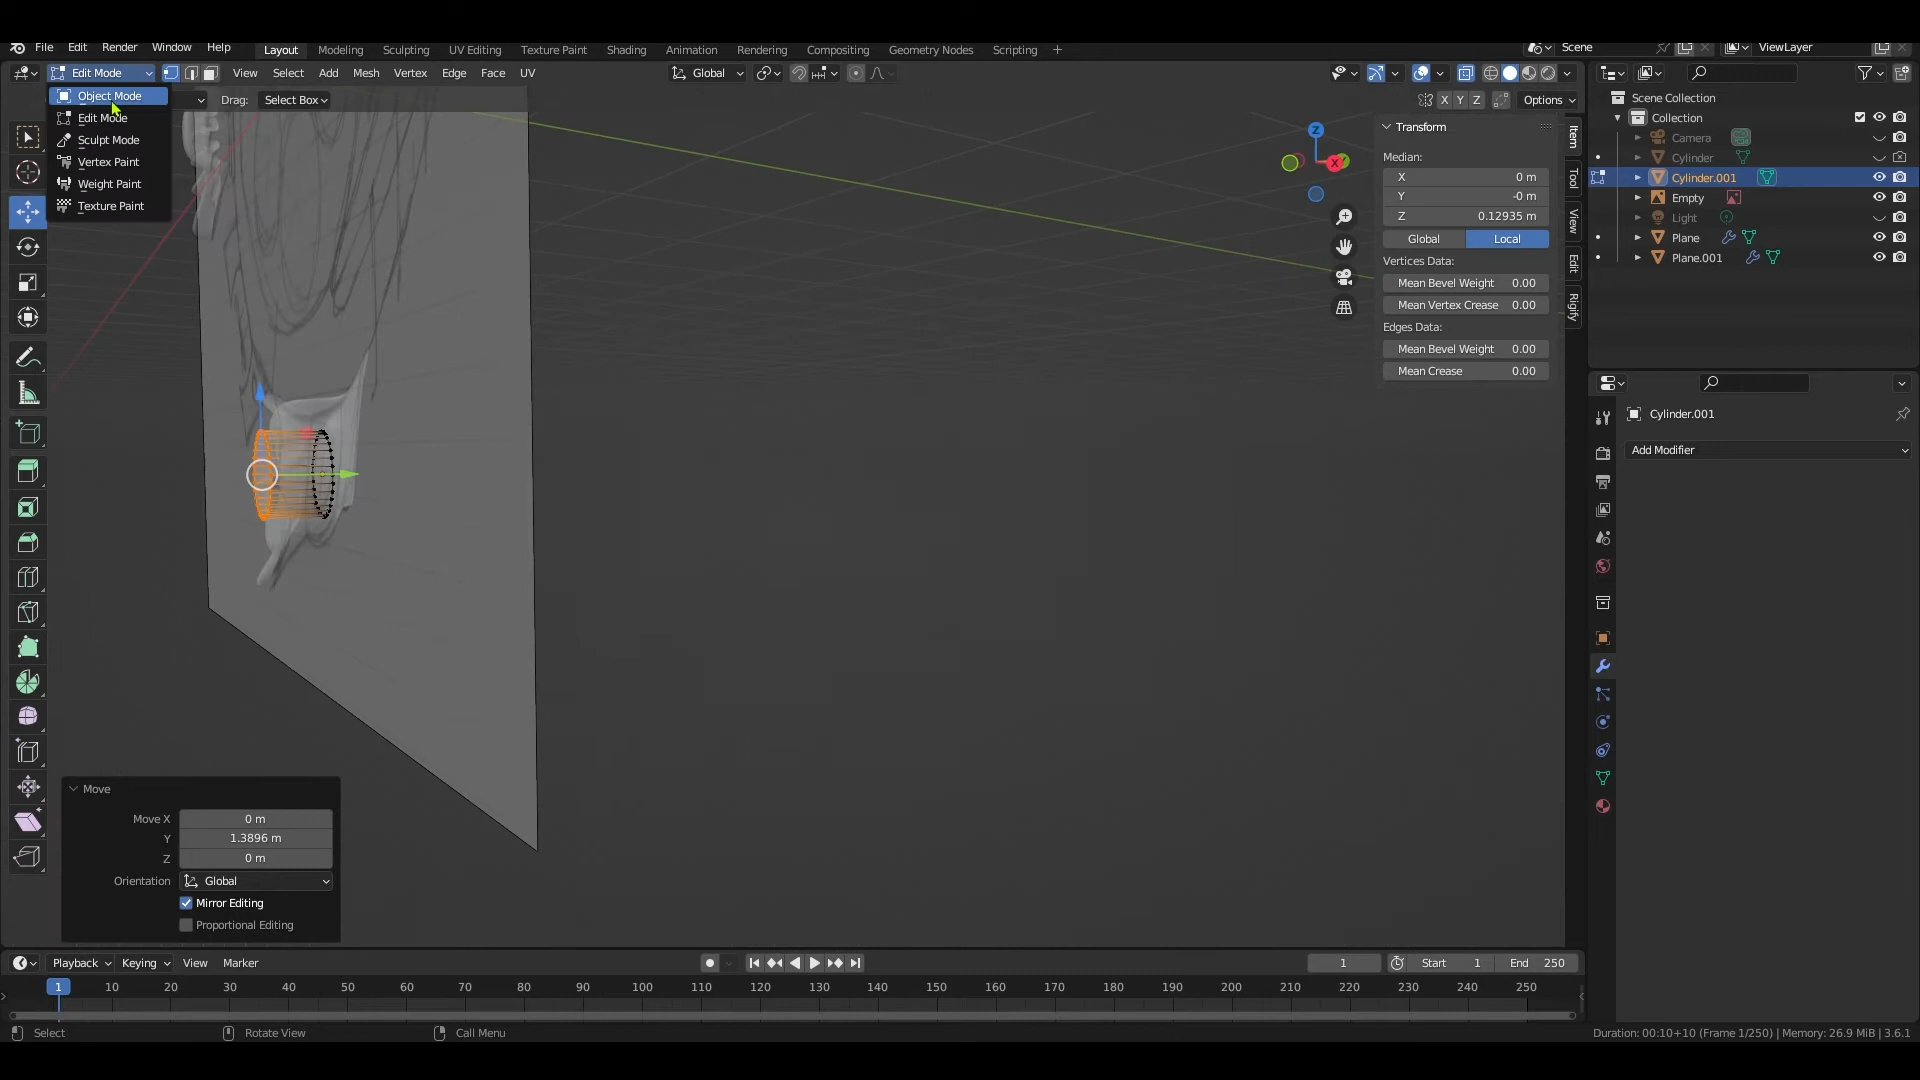 File Edit Render Window Help Layout Modeling Sculpting UV Editing Texture Paint Shading Animation Rendering Compositing Geometry Nodes Scripting + Scene ViewLayer
Edit Mode View Select Add Mesh Vertex Edge Face UV Global
Object Mode Drag: Select Box X Y Z Options
Edit Mode
Sculpt Mode
Vertex Paint
Weight Paint
Texture Paint
Z
X
Transform
Median:
X 0 m
Y -0 m
Z 0.12935 m
Global Local
Vertices Data:
Mean Bevel Weight 0.00
Mean Vertex Crease 0.00
Edges Data:
Mean Bevel Weight 0.00
Mean Crease 0.00
Item
Tool
View
Edit
Rigify
Scene Collection
Collection
Camera
Cylinder
Cylinder.001
Empty
Light
Plane
Plane.001
Cylinder.001
Add Modifier
Move
Move X 0 m
Y 1.3896 m
Z 0 m
Orientation Global
Mirror Editing
Proportional Editing
Playback Keying View Marker 1 Start 1 End 250
1 10 20 30 40 50 60 70 80 90 100 110 120 130 140 150 160 170 180 190 200 210 220 230 240 250
Select Rotate View Call Menu Duration: 00:10+10 (Frame 1/250) | Memory: 26.9 MiB | 3.6.1